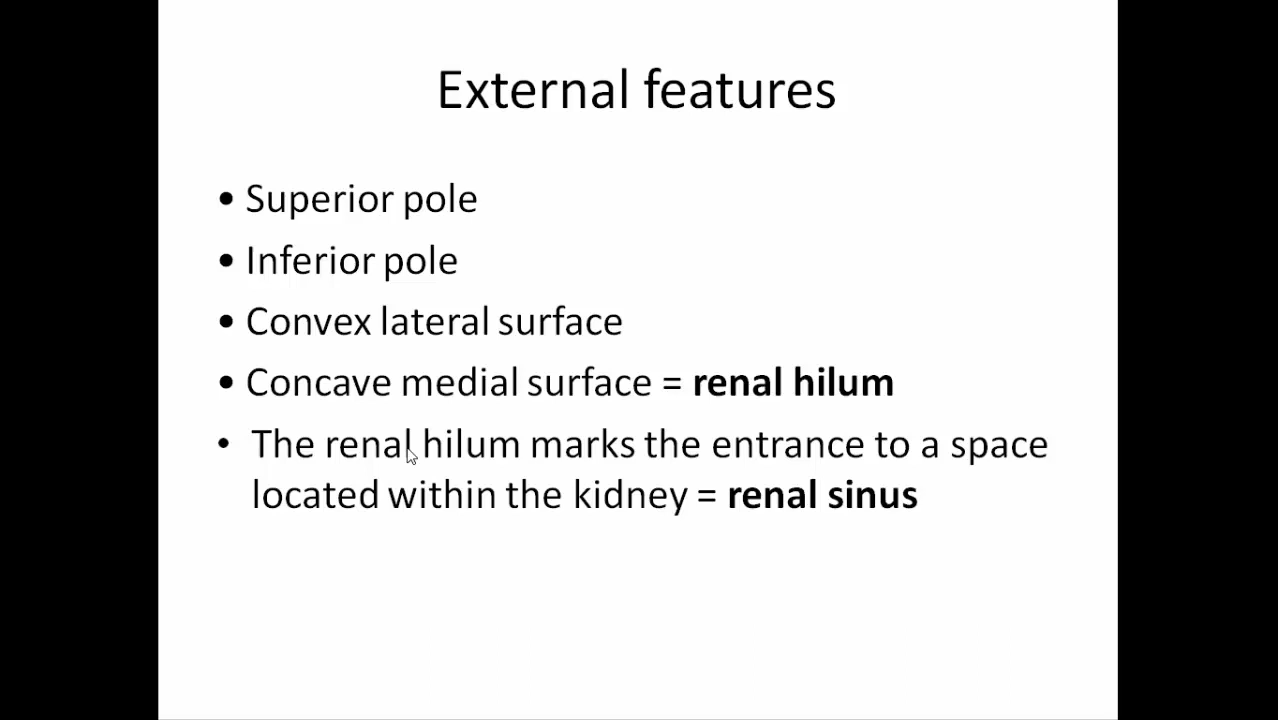 External features
• Superior pole
• Inferior pole
• Convex lateral surface
• Concave medial surface = renal hilum
• The renal hilum marks the entrance to a space
located within the kidney = renal sinus